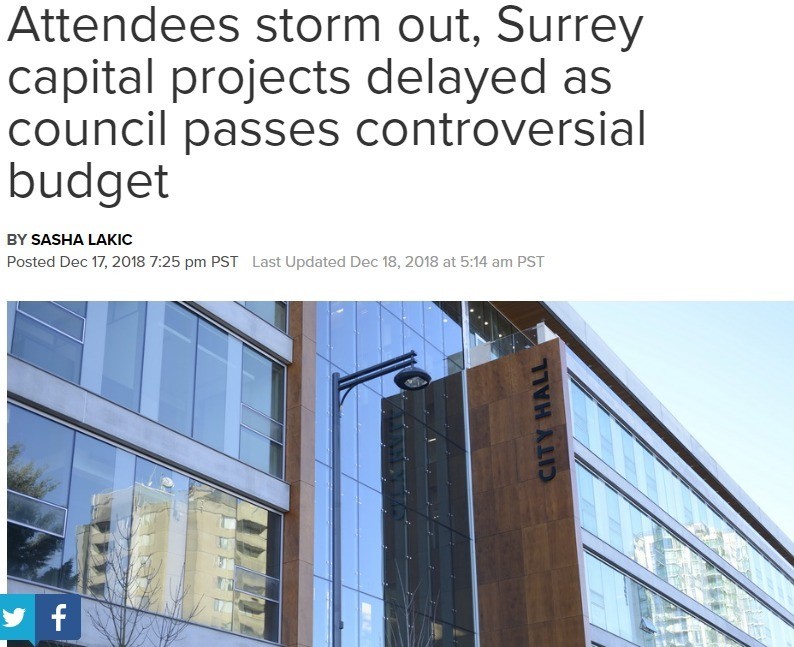 Attendees storm out, Surrey
capital projects delayed as
council passes controversial
budget
BY SASHA LAKIC
Posted Dec 17, 2018 7:25 pm PST Last Updated Dec 18, 2018 at 5:14 am PST
CITY HALL